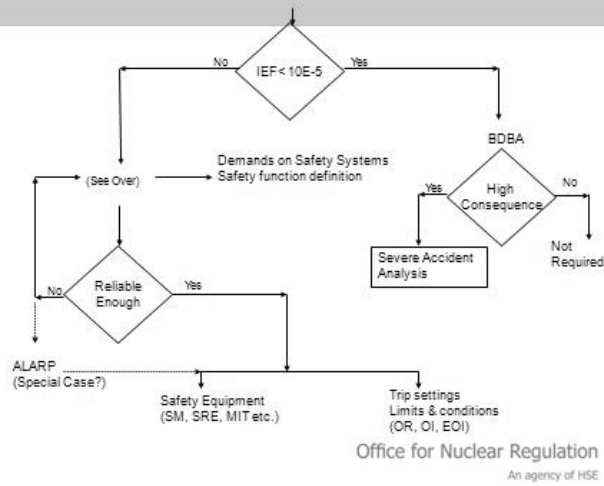 IEF< 10E-5
No
Yes
BDBA
Demands on Safety Systems
Safety function definition
(See Over)
Yes
High
Consequence
No
Severe Accident
Analysis
Not
Required
No
Reliable
Enough
Yes
ALARP
(Special Case?)
Safety Equipment
(SM, SRE, MIT etc.)
Trip settings
Limits & conditions
(OR, OI, EOI)
Office for Nuclear Regulation
An agency of HSE